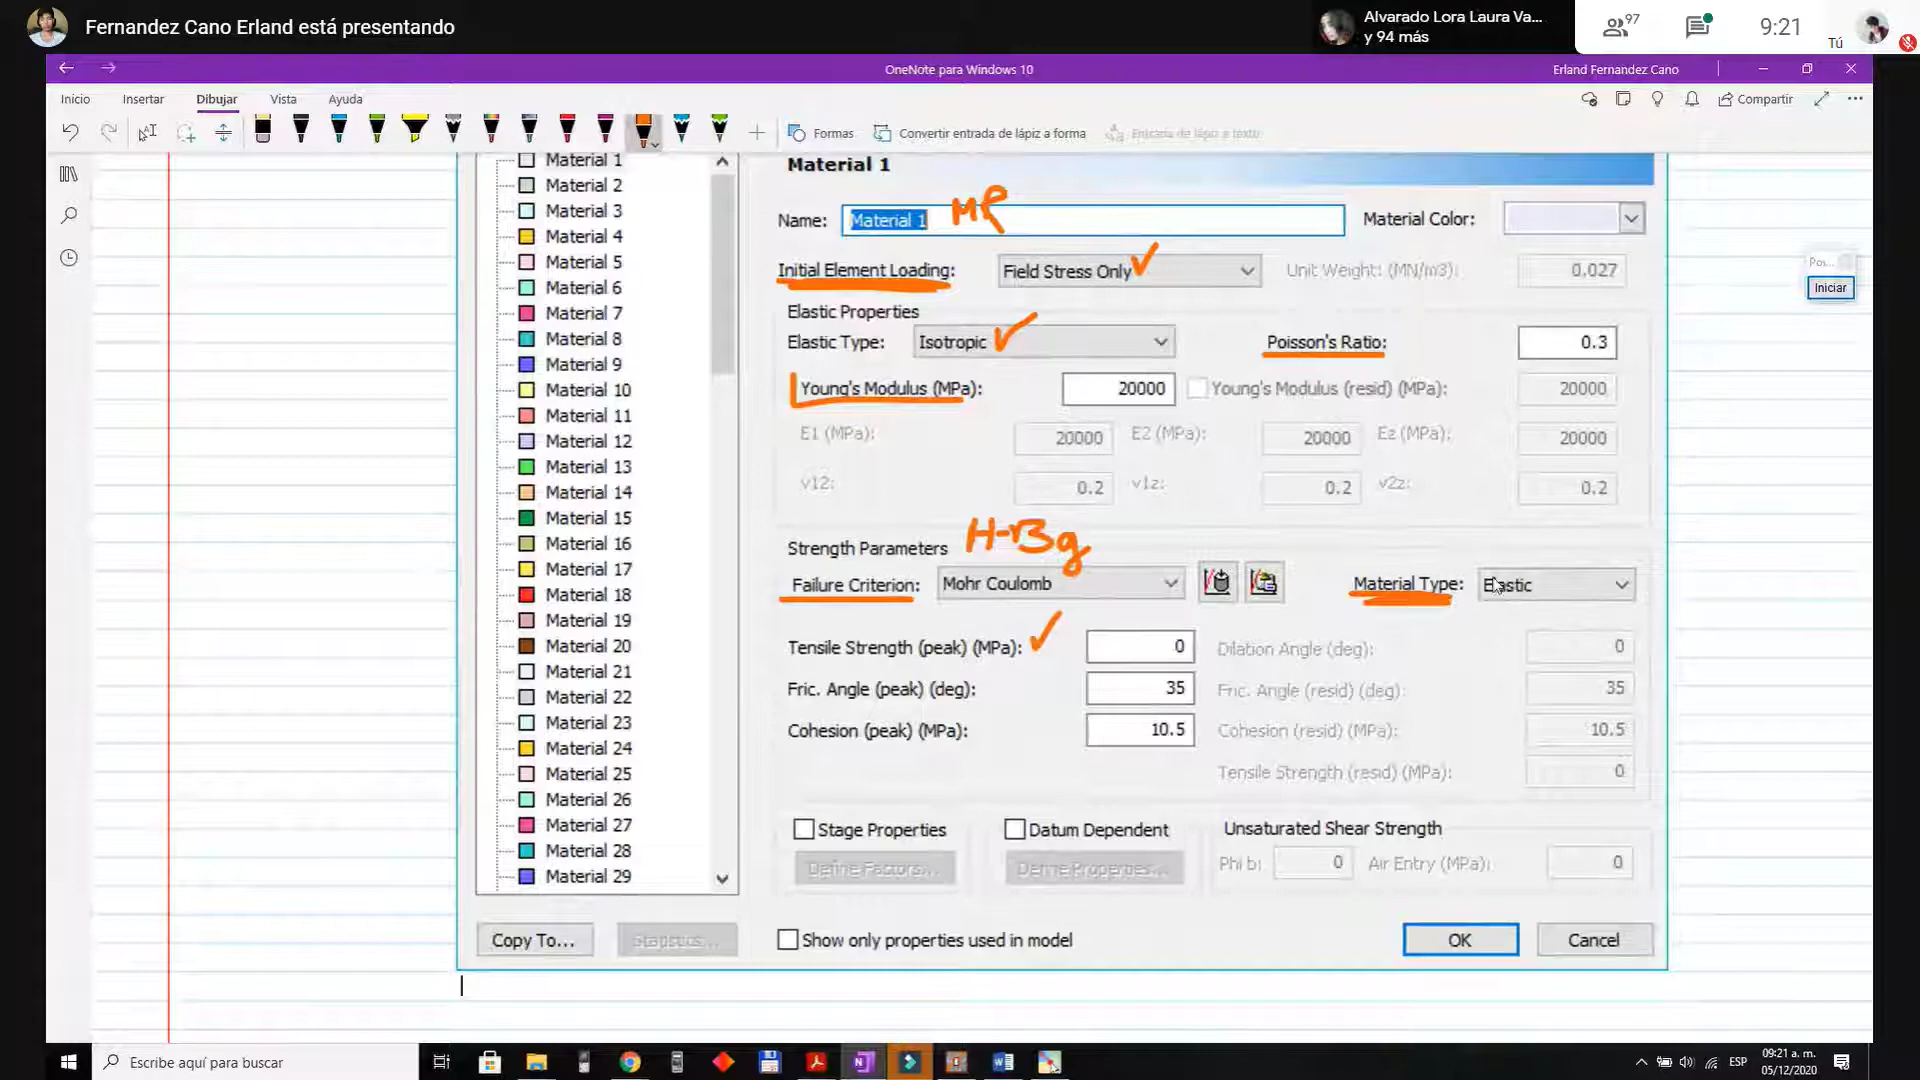 Fernandez Cano Erland está presentando
Alvarado Lora Laura Va...
y 94 más
97
9:21
Tú
OneNote para Windows 10
Erland Fernandez Cano
Inicio
Insertar
Dibujar
Vista
Ayuda
Compartir
Formas
Convertir entrada de lápiz a forma
Entrada de lápiz a texto
Material 1
Material 2
Material 3
Material 4
Material 5
Material 6
Material 7
Material 8
Material 9
Material 10
Material 11
Material 12
Material 13
Material 14
Material 15
Material 16
Material 17
Material 18
Material 19
Material 20
Material 21
Material 22
Material 23
Material 24
Material 25
Material 26
Material 27
Material 28
Material 29
Copy To...
Statistics...
Material 1
Name: Material 1 MR
Material Color:
Initial Element Loading: Field Stress Only
Unit Weight: (MN/m3): 0.027
Elastic Properties
Elastic Type: Isotropic
Poisson's Ratio: 0.3
Young's Modulus (MPa): 20000
Young's Modulus (resid) (MPa): 20000
E1 (MPa): 20000 E2 (MPa): 20000 Ez (MPa): 20000
v12: 0.2 v1z: 0.2 v2z: 0.2
Strength Parameters
H-Bg
Failure Criterion: Mohr Coulomb
Material Type: Elastic
Tensile Strength (peak) (MPa): 0
Dilation Angle (deg): 0
Fric. Angle (peak) (deg): 35
Fric. Angle (resid) (deg): 35
Cohesion (peak) (MPa): 10.5
Cohesion (resid) (MPa): 10.5
Tensile Strength (resid) (MPa): 0
Stage Properties
Define Factors...
Datum Dependent
Define Properties...
Unsaturated Shear Strength
Phi b: 0 Air Entry (MPa): 0
Show only properties used in model
OK
Cancel
Pos...
Iniciar
Escribe aquí para buscar
ESP
09:21 a. m.
05/12/2020